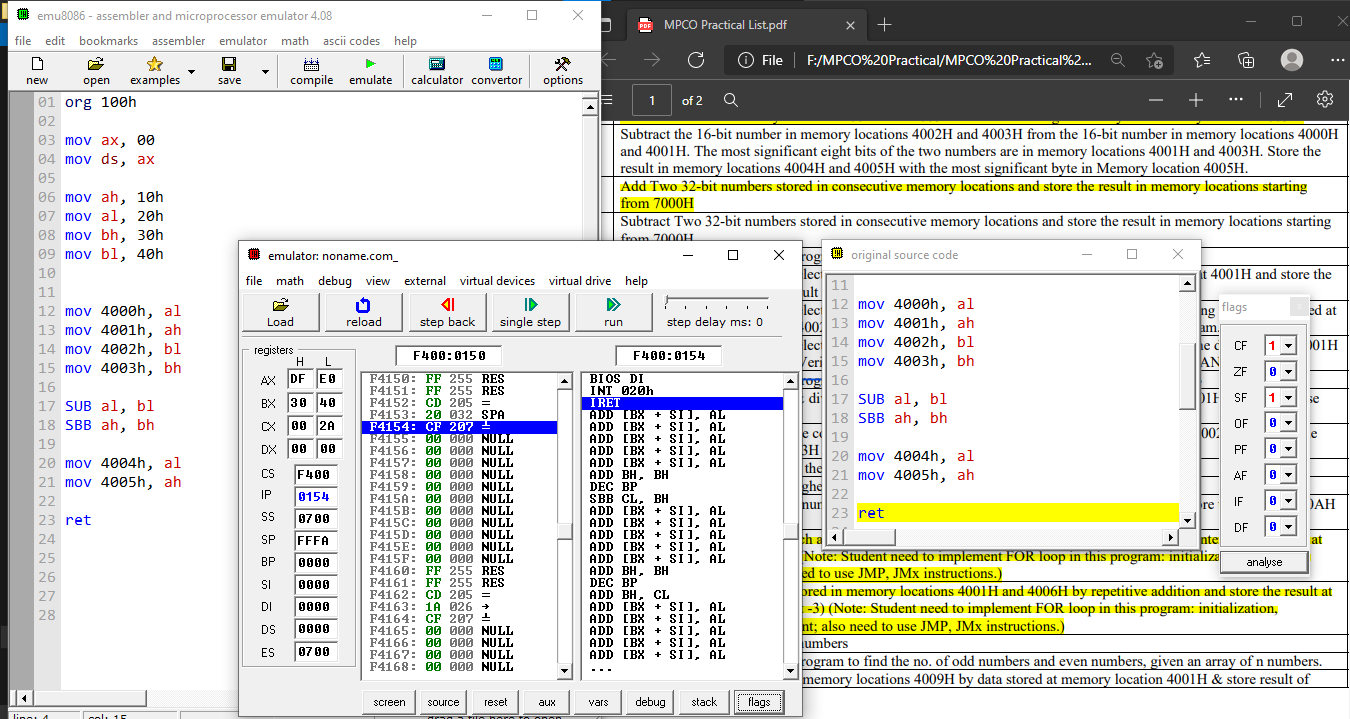 emu8086 - assembler and microprocessor emulator 4.08
file edit bookmarks assembler emulator math ascii codes help
new open examples save compile emulate calculator convertor options
01 org 100h
02
03 mov ax, 00
04 mov ds, ax
05
06 mov ah, 10h
07 mov al, 20h
08 mov bh, 30h
09 mov bl, 40h
10
11
12 mov 4000h, al
13 mov 4001h, ah
14 mov 4002h, bl
15 mov 4003h, bh
16
17 SUB al, bl
18 SBB ah, bh
19
20 mov 4004h, al
21 mov 4005h, ah
22
23 ret
24
25
26
27
28
MPCO Practical List.pdf
File F:/MPCO%20Practical/MPCO%20Practical%2...
1 of 2
Subtract the 16-bit number in memory locations 4002H and 4003H from the 16-bit number in memory locations 4000H
and 4001H. The most significant eight bits of the two numbers are in memory locations 4001H and 4003H. Store the
result in memory locations 4004H and 4005H with the most significant byte in Memory location 4005H.
Add Two 32-bit numbers stored in consecutive memory locations and store the result in memory locations starting
from 7000H
Subtract Two 32-bit numbers stored in consecutive memory locations and store the result in memory locations starting
from 7000H
at 4001H and store the
Note: Student need to implement FOR loop in this program: initializa
ed to use JMP, JMx instructions.)
ored in memory locations 4001H and 4006H by repetitive addition and store the result at
-3) (Note: Student need to implement FOR loop in this program: initialization,
nt; also need to use JMP, JMx instructions.)
numbers
rogram to find the no. of odd numbers and even numbers, given an array of n numbers.
memory locations 4009H by data stored at memory location 4001H & store result of
emulator: noname.com_
file math debug view external virtual devices virtual drive help
Load reload step back single step run step delay ms: 0
registers
H L
AX DF E0
BX 30 40
CX 00 2A
DX 00 00
CS F400
IP 0154
SS 0700
SP FFFA
BP 0000
SI 0000
DI 0000
DS 0000
ES 0700
F400:0150
F400:0154
F4150: FF 255 RES
F4151: FF 255 RES
F4152: CD 205 =
F4153: 20 032 SPA
F4154: CF 207 ╧
F4155: 00 000 NULL
F4156: 00 000 NULL
F4157: 00 000 NULL
F4158: 00 000 NULL
F4159: 00 000 NULL
F415A: 00 000 NULL
F415B: 00 000 NULL
F415C: 00 000 NULL
F415D: 00 000 NULL
F415E: 00 000 NULL
F415F: 00 000 NULL
F4160: FF 255 RES
F4161: FF 255 RES
F4162: CD 205 =
F4163: 1A 026 →
F4164: CF 207 ╧
F4165: 00 000 NULL
F4166: 00 000 NULL
F4167: 00 000 NULL
F4168: 00 000 NULL
BIOS DI
INT 020h
IRET
ADD [BX + SI], AL
ADD [BX + SI], AL
ADD [BX + SI], AL
ADD [BX + SI], AL
ADD [BX + SI], AL
ADD BH, BH
DEC BP
SBB CL, BH
ADD [BX + SI], AL
ADD [BX + SI], AL
ADD [BX + SI], AL
ADD [BX + SI], AL
ADD [BX + SI], AL
ADD BH, BH
DEC BP
ADD BH, CL
ADD [BX + SI], AL
ADD [BX + SI], AL
ADD [BX + SI], AL
ADD [BX + SI], AL
ADD [BX + SI], AL
...
screen source reset aux vars debug stack flags
original source code
11
12 mov 4000h, al
13 mov 4001h, ah
14 mov 4002h, bl
15 mov 4003h, bh
16
17 SUB al, bl
18 SBB ah, bh
19
20 mov 4004h, al
21 mov 4005h, ah
22
23 ret
flags
CF 1
ZF 0
SF 1
OF 0
PF 0
AF 0
IF 0
DF 0
analyse
line: 4 col: 15
drag a file here to open